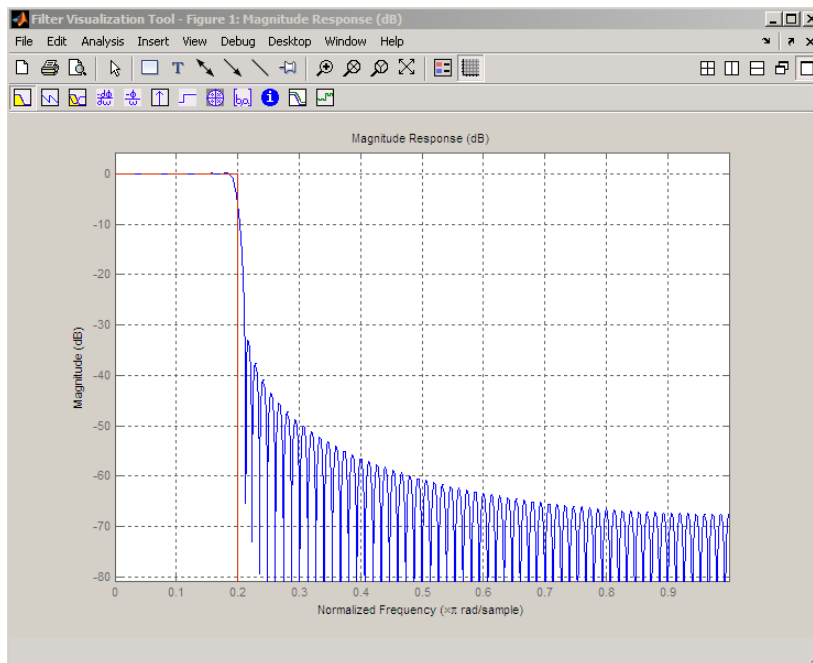 Filter Visualization Tool - Figure 1: Magnitude Response (dB)
File Edit Analysis Insert View Debug Desktop Window Help
Magnitude Response (dB)
0
-10
-20
-30
-40
-50
-60
-70
-80
Magnitude (dB)
0 0.1 0.2 0.3 0.4 0.5 0.6 0.7 0.8 0.9
Normalized Frequency (×π rad/sample)